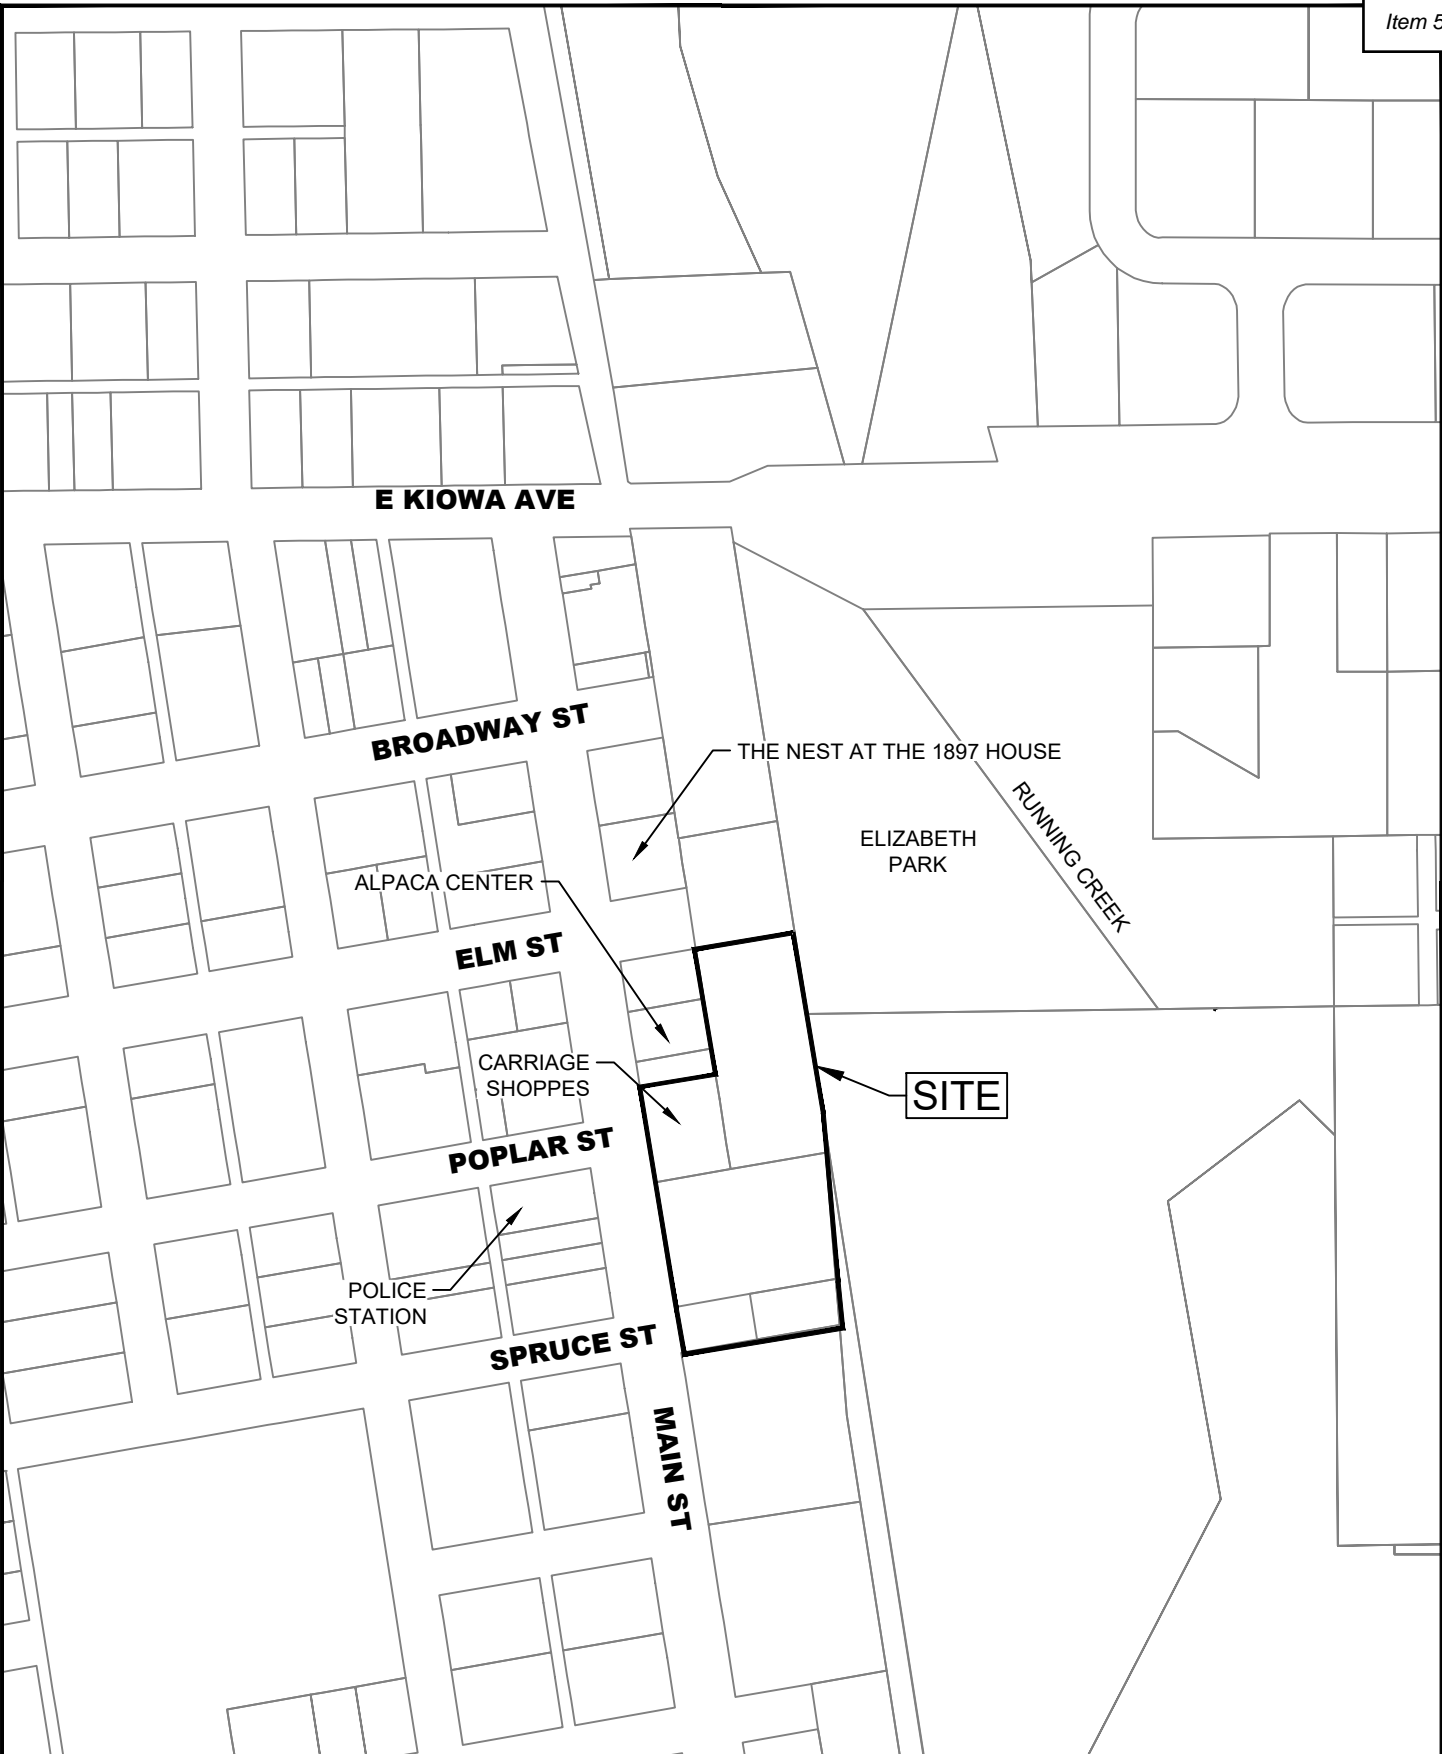 Item 5
E KIOWA AVE
BROADWAY ST
THE NEST AT THE 1897 HOUSE
RUNNING CREEK
ELIZABETH
PARK
ALPACA CENTER
ELM ST
CARRIAGE
SHOPPES
SITE
POPLAR ST
POLICE
STATION
SPRUCE ST
MAIN ST